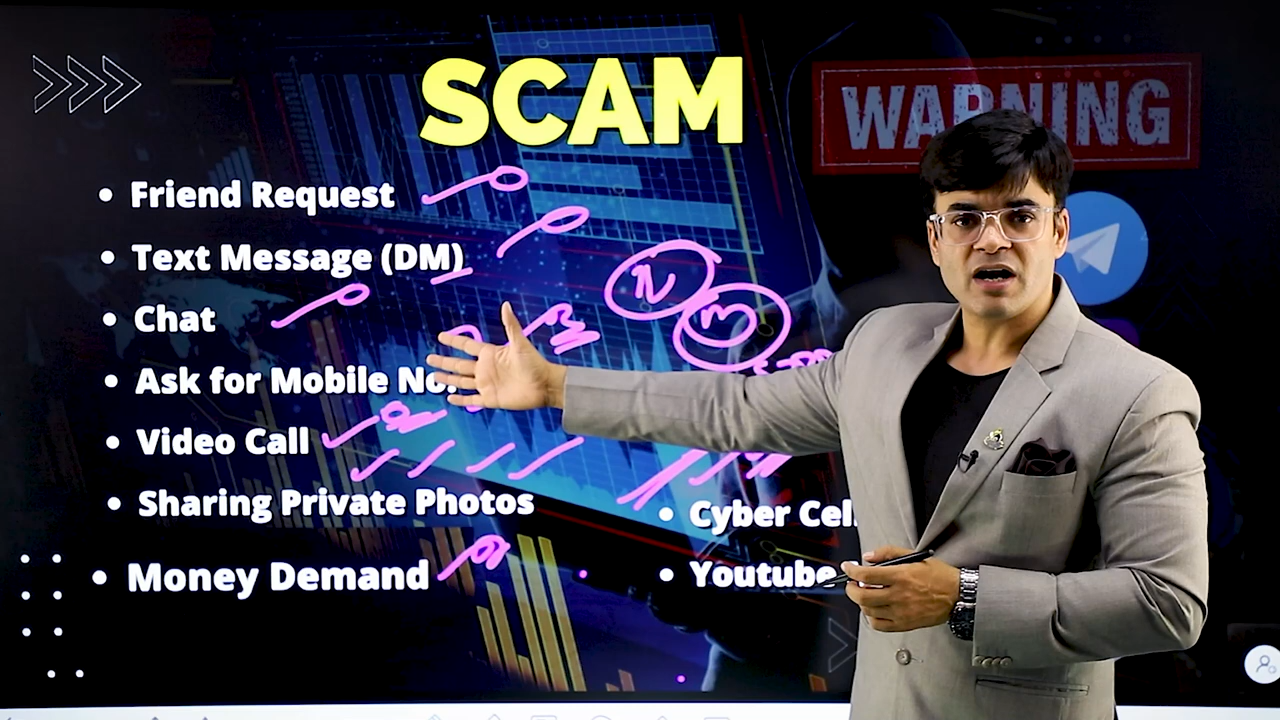 SCAM
WARNING
• Friend Request
• Text Message (DM)
• Chat
• Ask for Mobile No.
• Video Call
• Sharing Private Photos
• Money Demand
• Cyber Cell
• Youtube